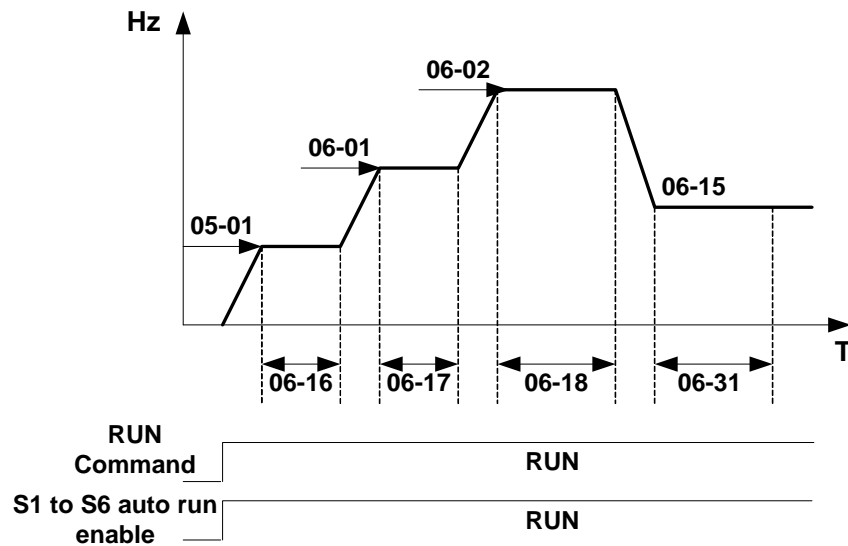 Hz
06-02
06-01
06-15
05-01
T
06-16 06-17 06-18 06-31
RUN
Command
RUN
S1 to S6 auto run
enable
RUN